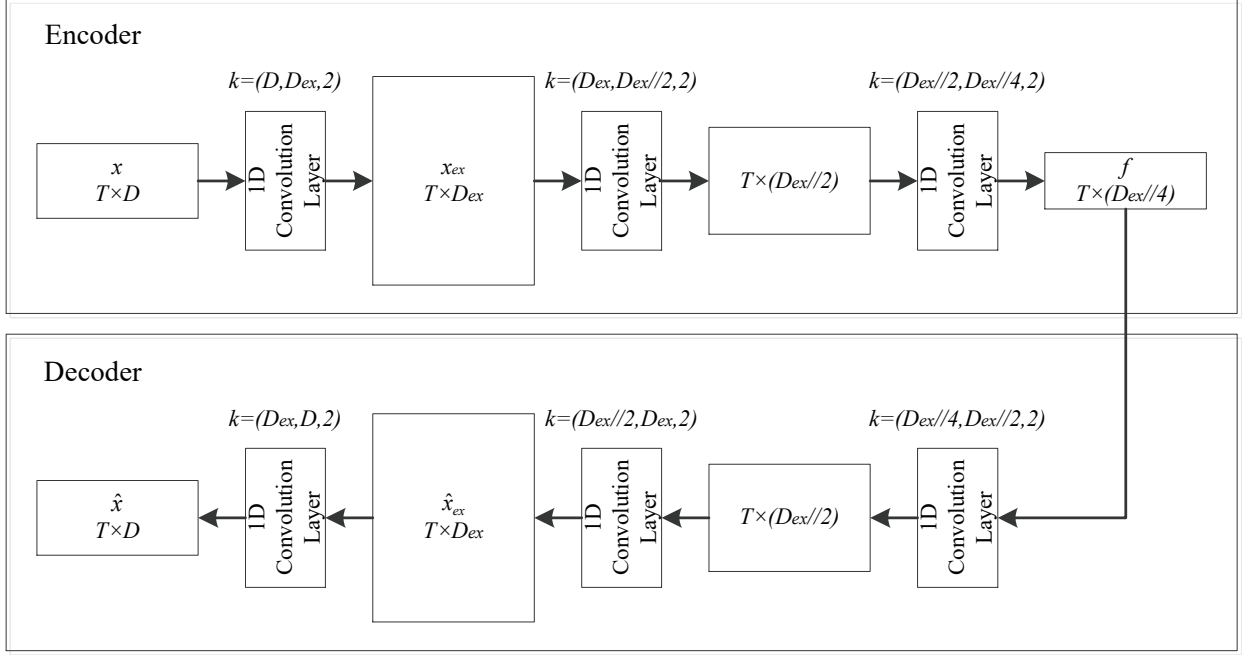 Encoder
k=(D,Dex,2)
k=(Dex,Dex//2,2)
k=(Dex//2,Dex//4,2)
x
T×D
1D
Convolution
Layer
xex
T×Dex
1D
Convolution
Layer
T×(Dex//2)
1D
Convolution
Layer
f
T×(Dex//4)
Decoder
k=(Dex,D,2)
k=(Dex//2,Dex,2)
k=(Dex//4,Dex//2,2)
x̂
T×D
1D
Convolution
Layer
x̂ex
T×Dex
1D
Convolution
Layer
T×(Dex//2)
1D
Convolution
Layer